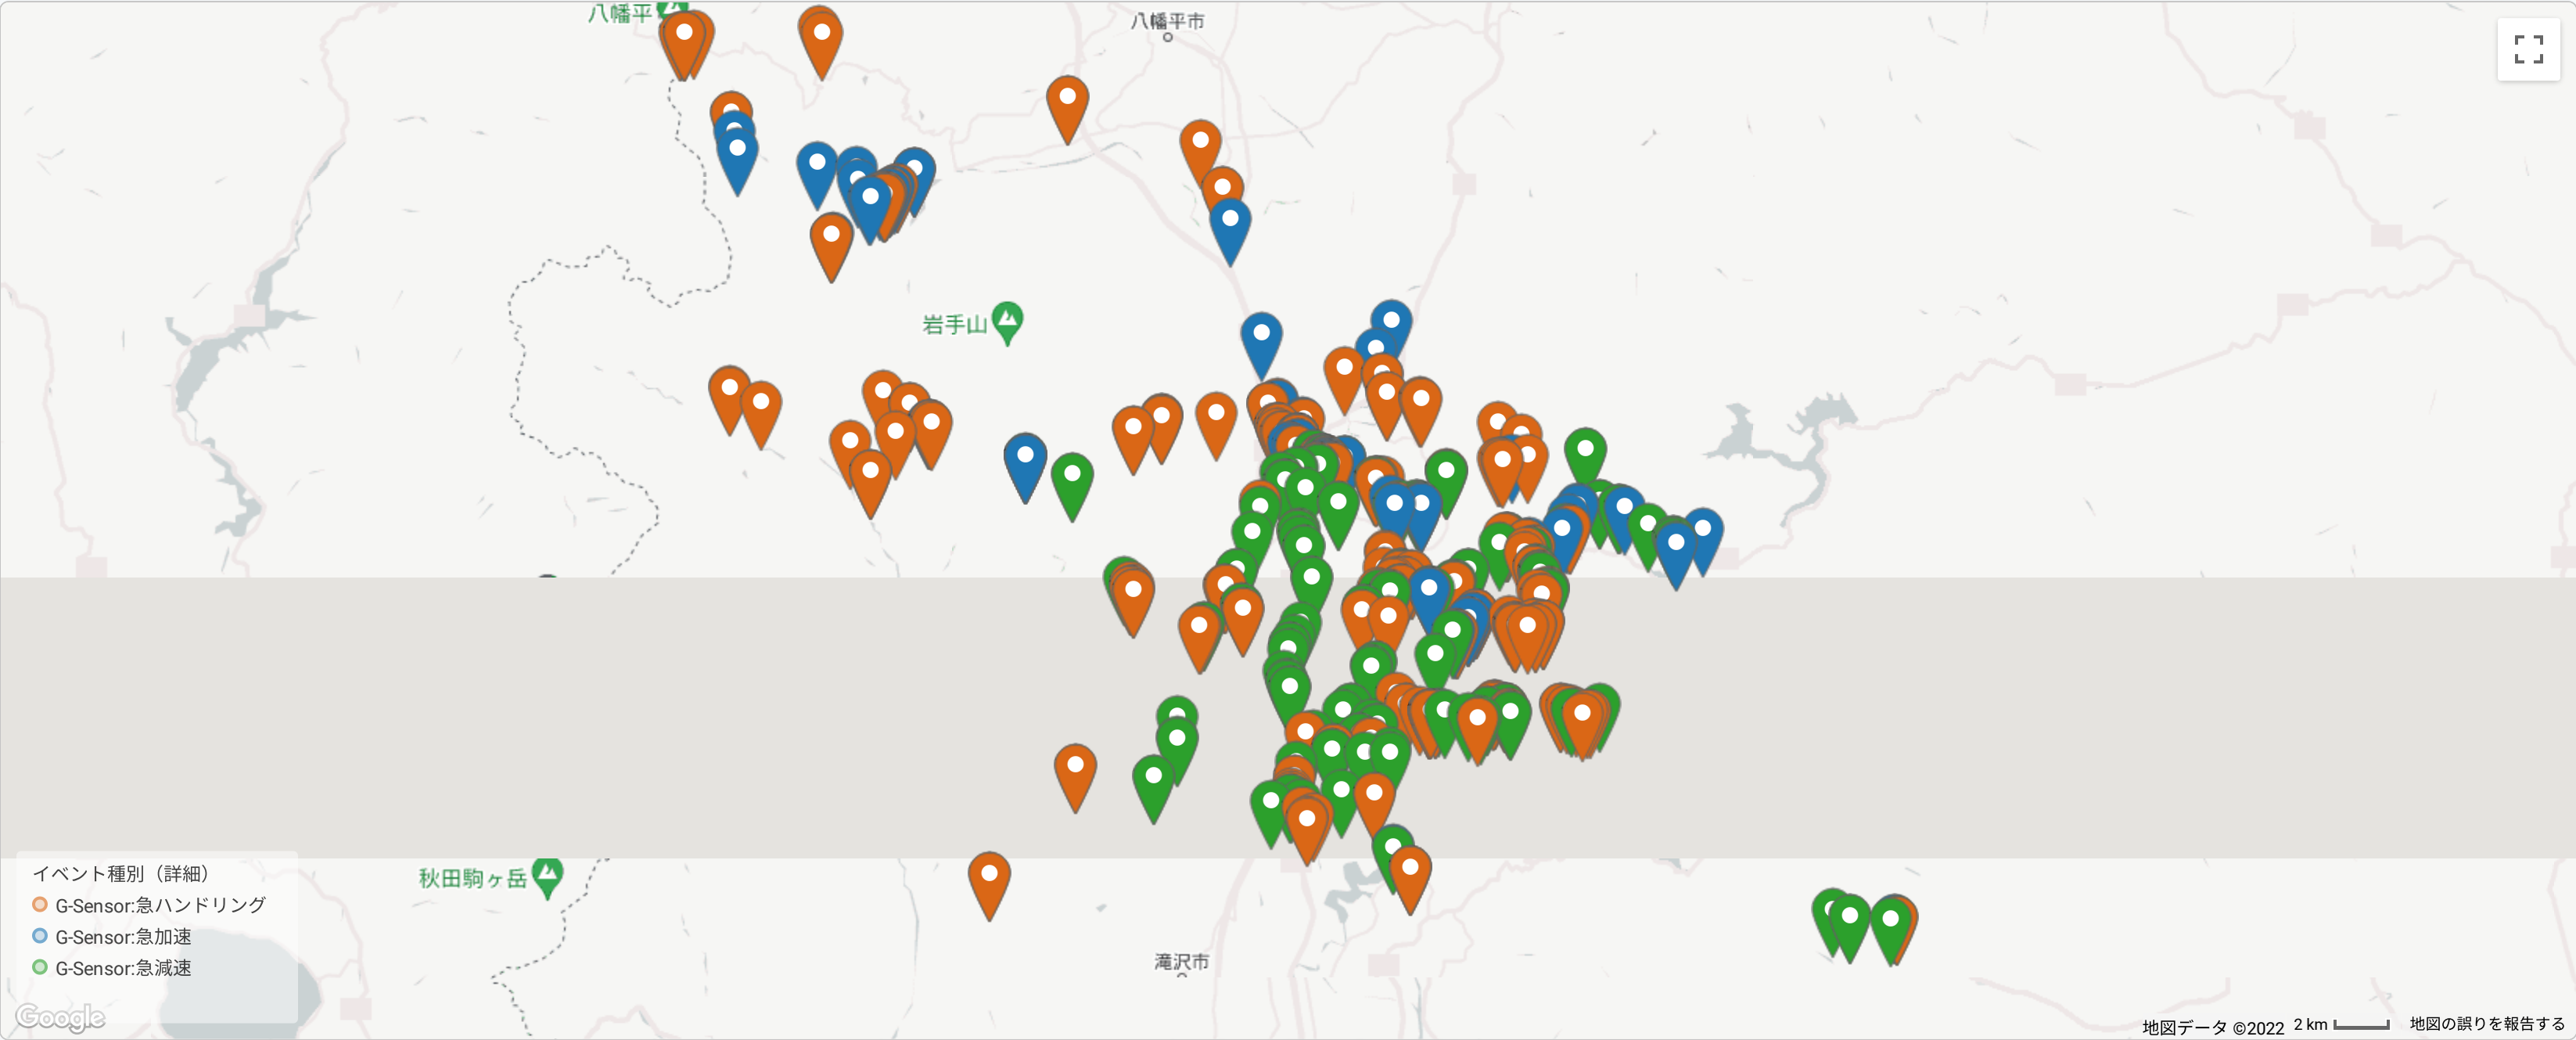 八幡平
八幡平市
岩手山
イベント種別（詳細）
秋田駒ヶ岳
G-Sensor:急ハンドリング
G-Sensor:急加速
G-Sensor:急減速
滝沢市
Google
地図データ ©2022 2 km 地図の誤りを報告する